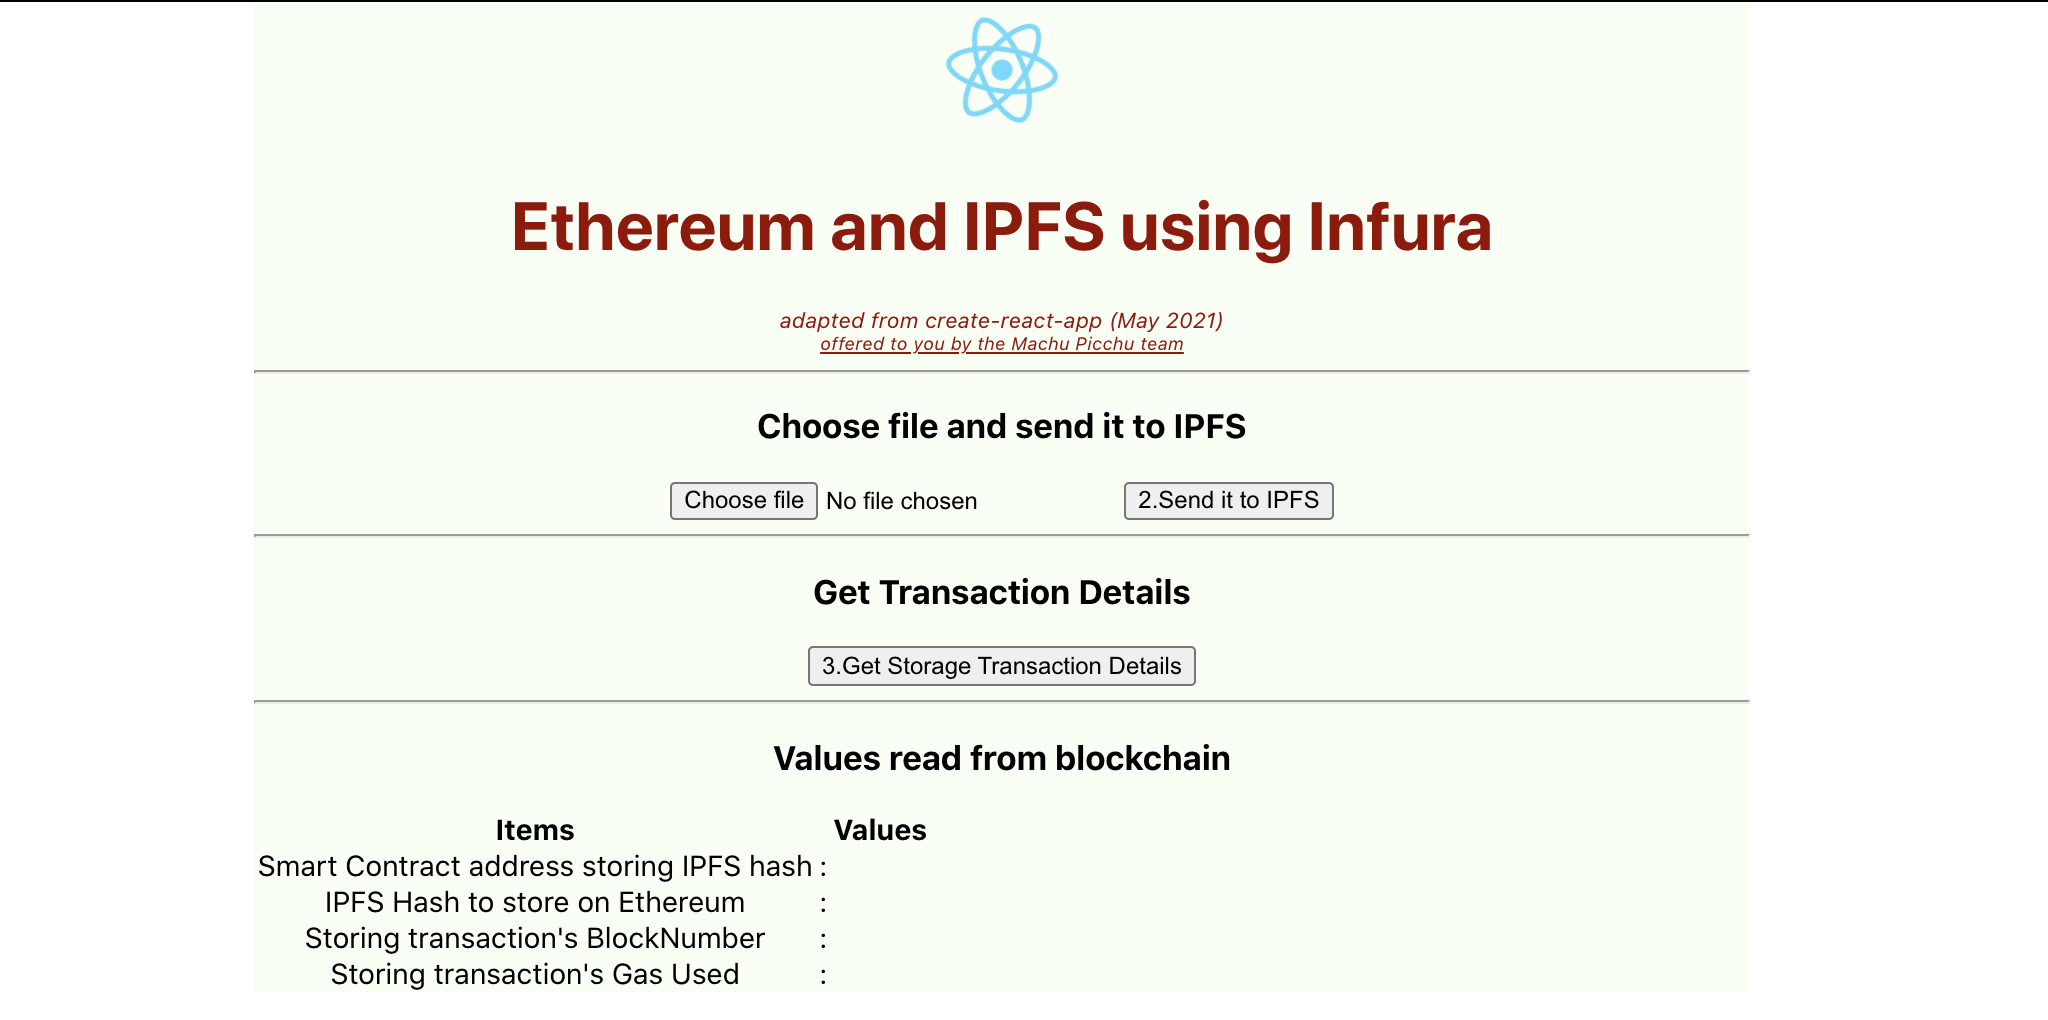 Ethereum and IPFS using Infura
adapted from create-react-app (May 2021)
offered to you by the Machu Picchu team
Choose file and send it to IPFS
Choose file No file chosen 2.Send it to IPFS
Get Transaction Details
3.Get Storage Transaction Details
Values read from blockchain
Items Values
Smart Contract address storing IPFS hash :
IPFS Hash to store on Ethereum :
Storing transaction's BlockNumber :
Storing transaction's Gas Used :